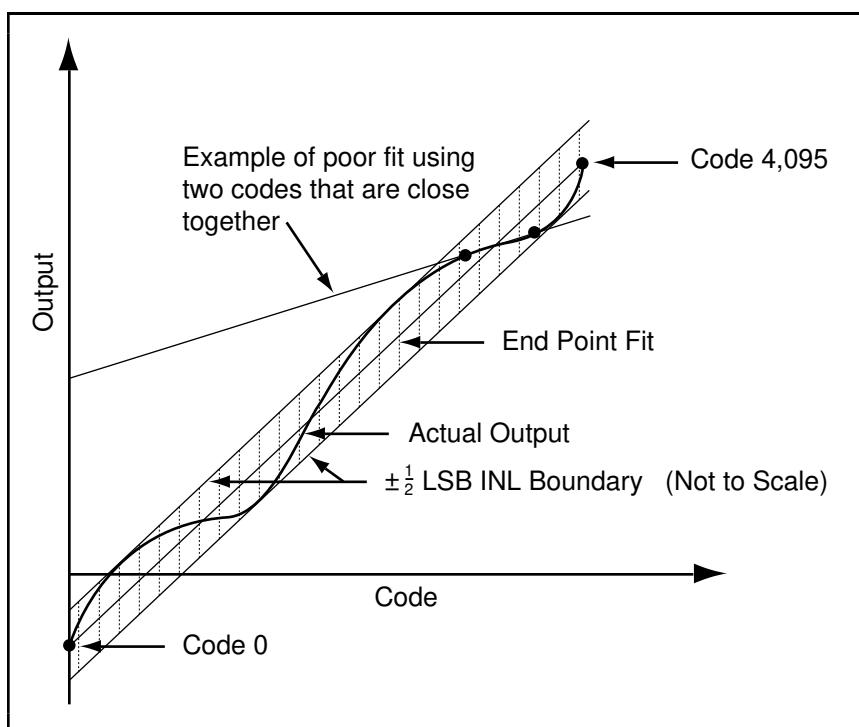 Example of poor fit using
two codes that are close
together
Code 4,095
Output
End Point Fit
Actual Output
±1/2 LSB INL Boundary (Not to Scale)
Code
Code 0